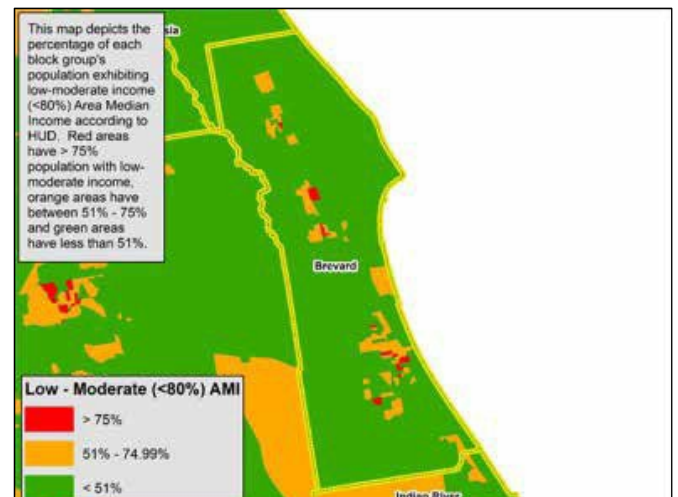 This map depicts the
percentage of each
block group's
population exhibiting
low-moderate income
(<80%) Area Median
Income according to
HUD. Red areas
have > 75%
population with low-
moderate income,
orange areas have
between 51% - 75%
and green areas
have less than 51%.
sia
Brevard
Low - Moderate (<80%) AMI
> 75%
51% - 74.99%
< 51%
Indian River